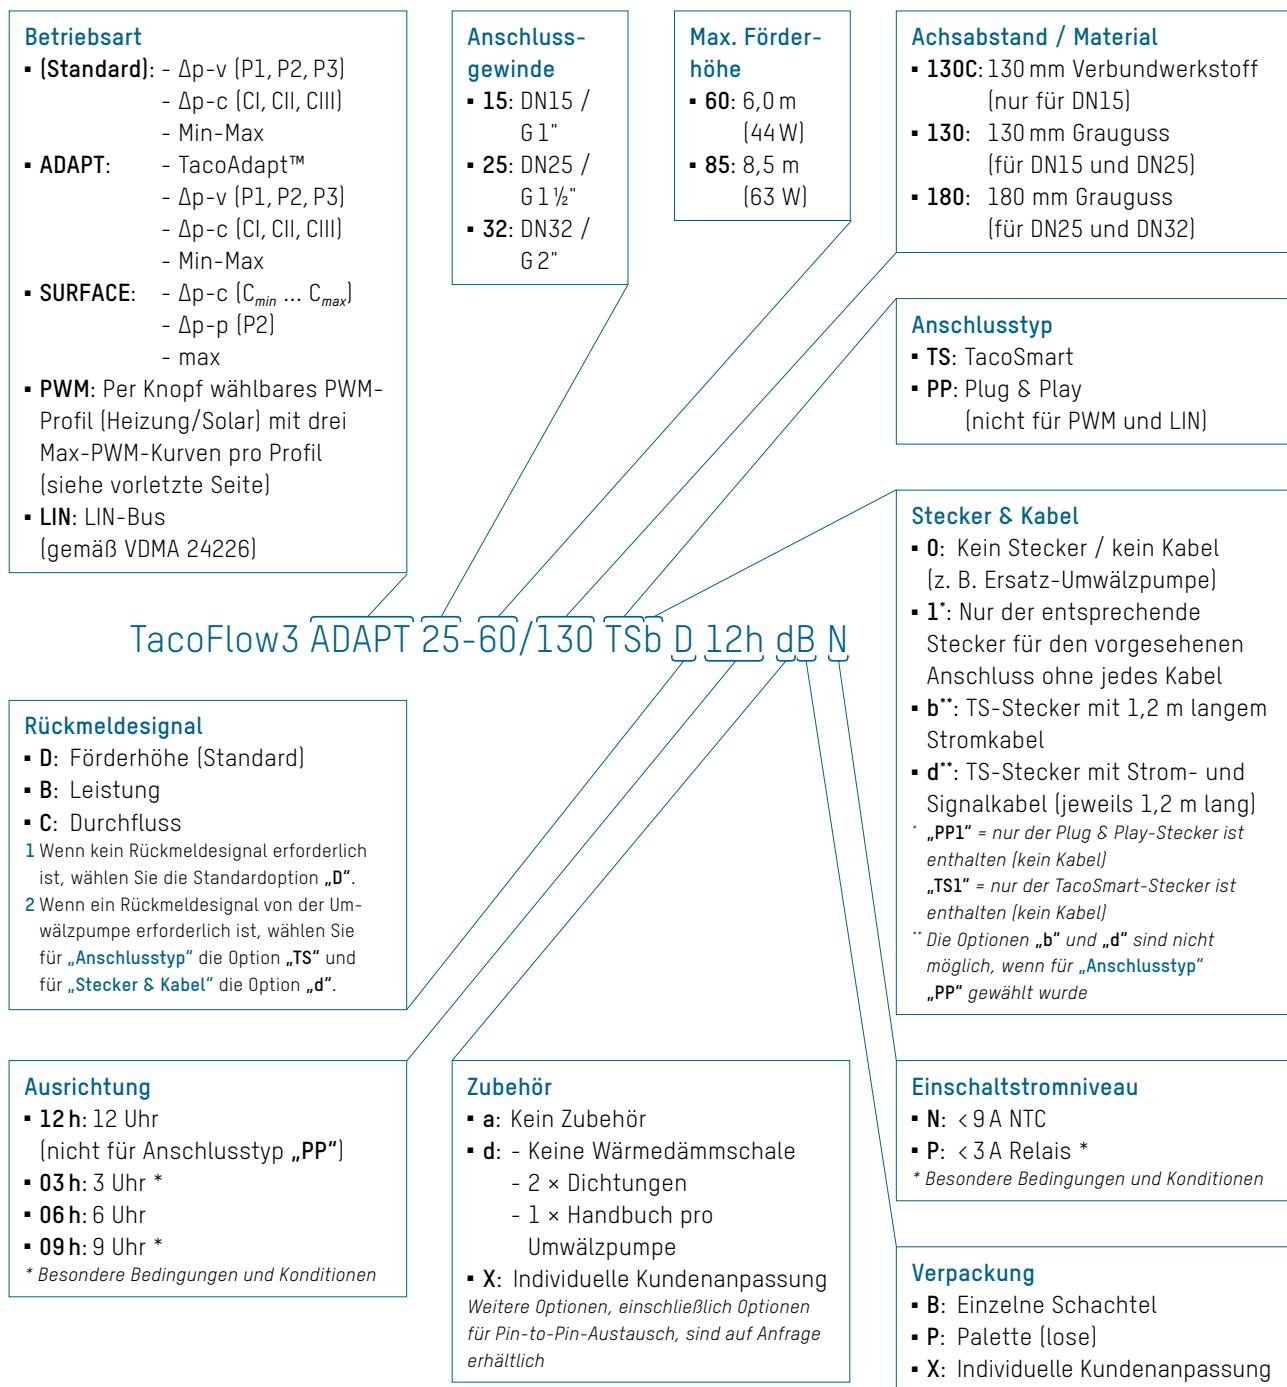 Betriebsart
▪ (Standard): - Δp-v (P1, P2, P3)
- Δp-c (CI, CII, CIII)
- Min-Max
▪ ADAPT: - TacoAdapt™
- Δp-v (P1, P2, P3)
- Δp-c (CI, CII, CIII)
- Min-Max
▪ SURFACE: - Δp-c (Cmin ... Cmax)
- Δp-p (P2)
- max
▪ PWM: Per Knopf wählbares PWM-
Profil (Heizung/Solar) mit drei
Max-PWM-Kurven pro Profil
(siehe vorletzte Seite)
▪ LIN: LIN-Bus
(gemäß VDMA 24226)
Anschluss-
gewinde
▪ 15: DN15 /
G 1"
▪ 25: DN25 /
G 1½"
▪ 32: DN32 /
G 2"
Max. Förder-
höhe
▪ 60: 6,0 m
(44 W)
▪ 85: 8,5 m
(63 W)
Achsabstand / Material
▪ 130C: 130 mm Verbundwerkstoff
(nur für DN15)
▪ 130: 130 mm Grauguss
(für DN15 und DN25)
▪ 180: 180 mm Grauguss
(für DN25 und DN32)
Anschlusstyp
▪ TS: TacoSmart
▪ PP: Plug & Play
(nicht für PWM und LIN)
Stecker & Kabel
▪ 0: Kein Stecker / kein Kabel
(z. B. Ersatz-Umwälzpumpe)
▪ 1*: Nur der entsprechende
Stecker für den vorgesehenen
Anschluss ohne jedes Kabel
▪ b**: TS-Stecker mit 1,2 m langem
Stromkabel
▪ d**: TS-Stecker mit Strom- und
Signalkabel (jeweils 1,2 m lang)
* „PP1" = nur der Plug & Play-Stecker ist
enthalten (kein Kabel)
„TS1" = nur der TacoSmart-Stecker ist
enthalten (kein Kabel)
** Die Optionen „b" und „d" sind nicht
möglich, wenn für „Anschlusstyp"
„PP" gewählt wurde
TacoFlow3 ADAPT 25-60/130 TSb D 12h dB N
Rückmeldesignal
▪ D: Förderhöhe (Standard)
▪ B: Leistung
▪ C: Durchfluss
1 Wenn kein Rückmeldesignal erforderlich
ist, wählen Sie die Standardoption „D".
2 Wenn ein Rückmeldesignal von der Um-
wälzpumpe erforderlich ist, wählen Sie
für „Anschlusstyp" die Option „TS" und
für „Stecker & Kabel" die Option „d".
Ausrichtung
▪ 12 h: 12 Uhr
(nicht für Anschlusstyp „PP")
▪ 03 h: 3 Uhr *
▪ 06 h: 6 Uhr
▪ 09 h: 9 Uhr *
* Besondere Bedingungen und Konditionen
Zubehör
▪ a: Kein Zubehör
▪ d: - Keine Wärmedämmschale
- 2 × Dichtungen
- 1 × Handbuch pro
Umwälzpumpe
▪ X: Individuelle Kundenanpassung
Weitere Optionen, einschließlich Optionen
für Pin-to-Pin-Austausch, sind auf Anfrage
erhältlich
Einschaltstromniveau
▪ N: < 9 A NTC
▪ P: < 3 A Relais *
* Besondere Bedingungen und Konditionen
Verpackung
▪ B: Einzelne Schachtel
▪ P: Palette (lose)
▪ X: Individuelle Kundenanpassung